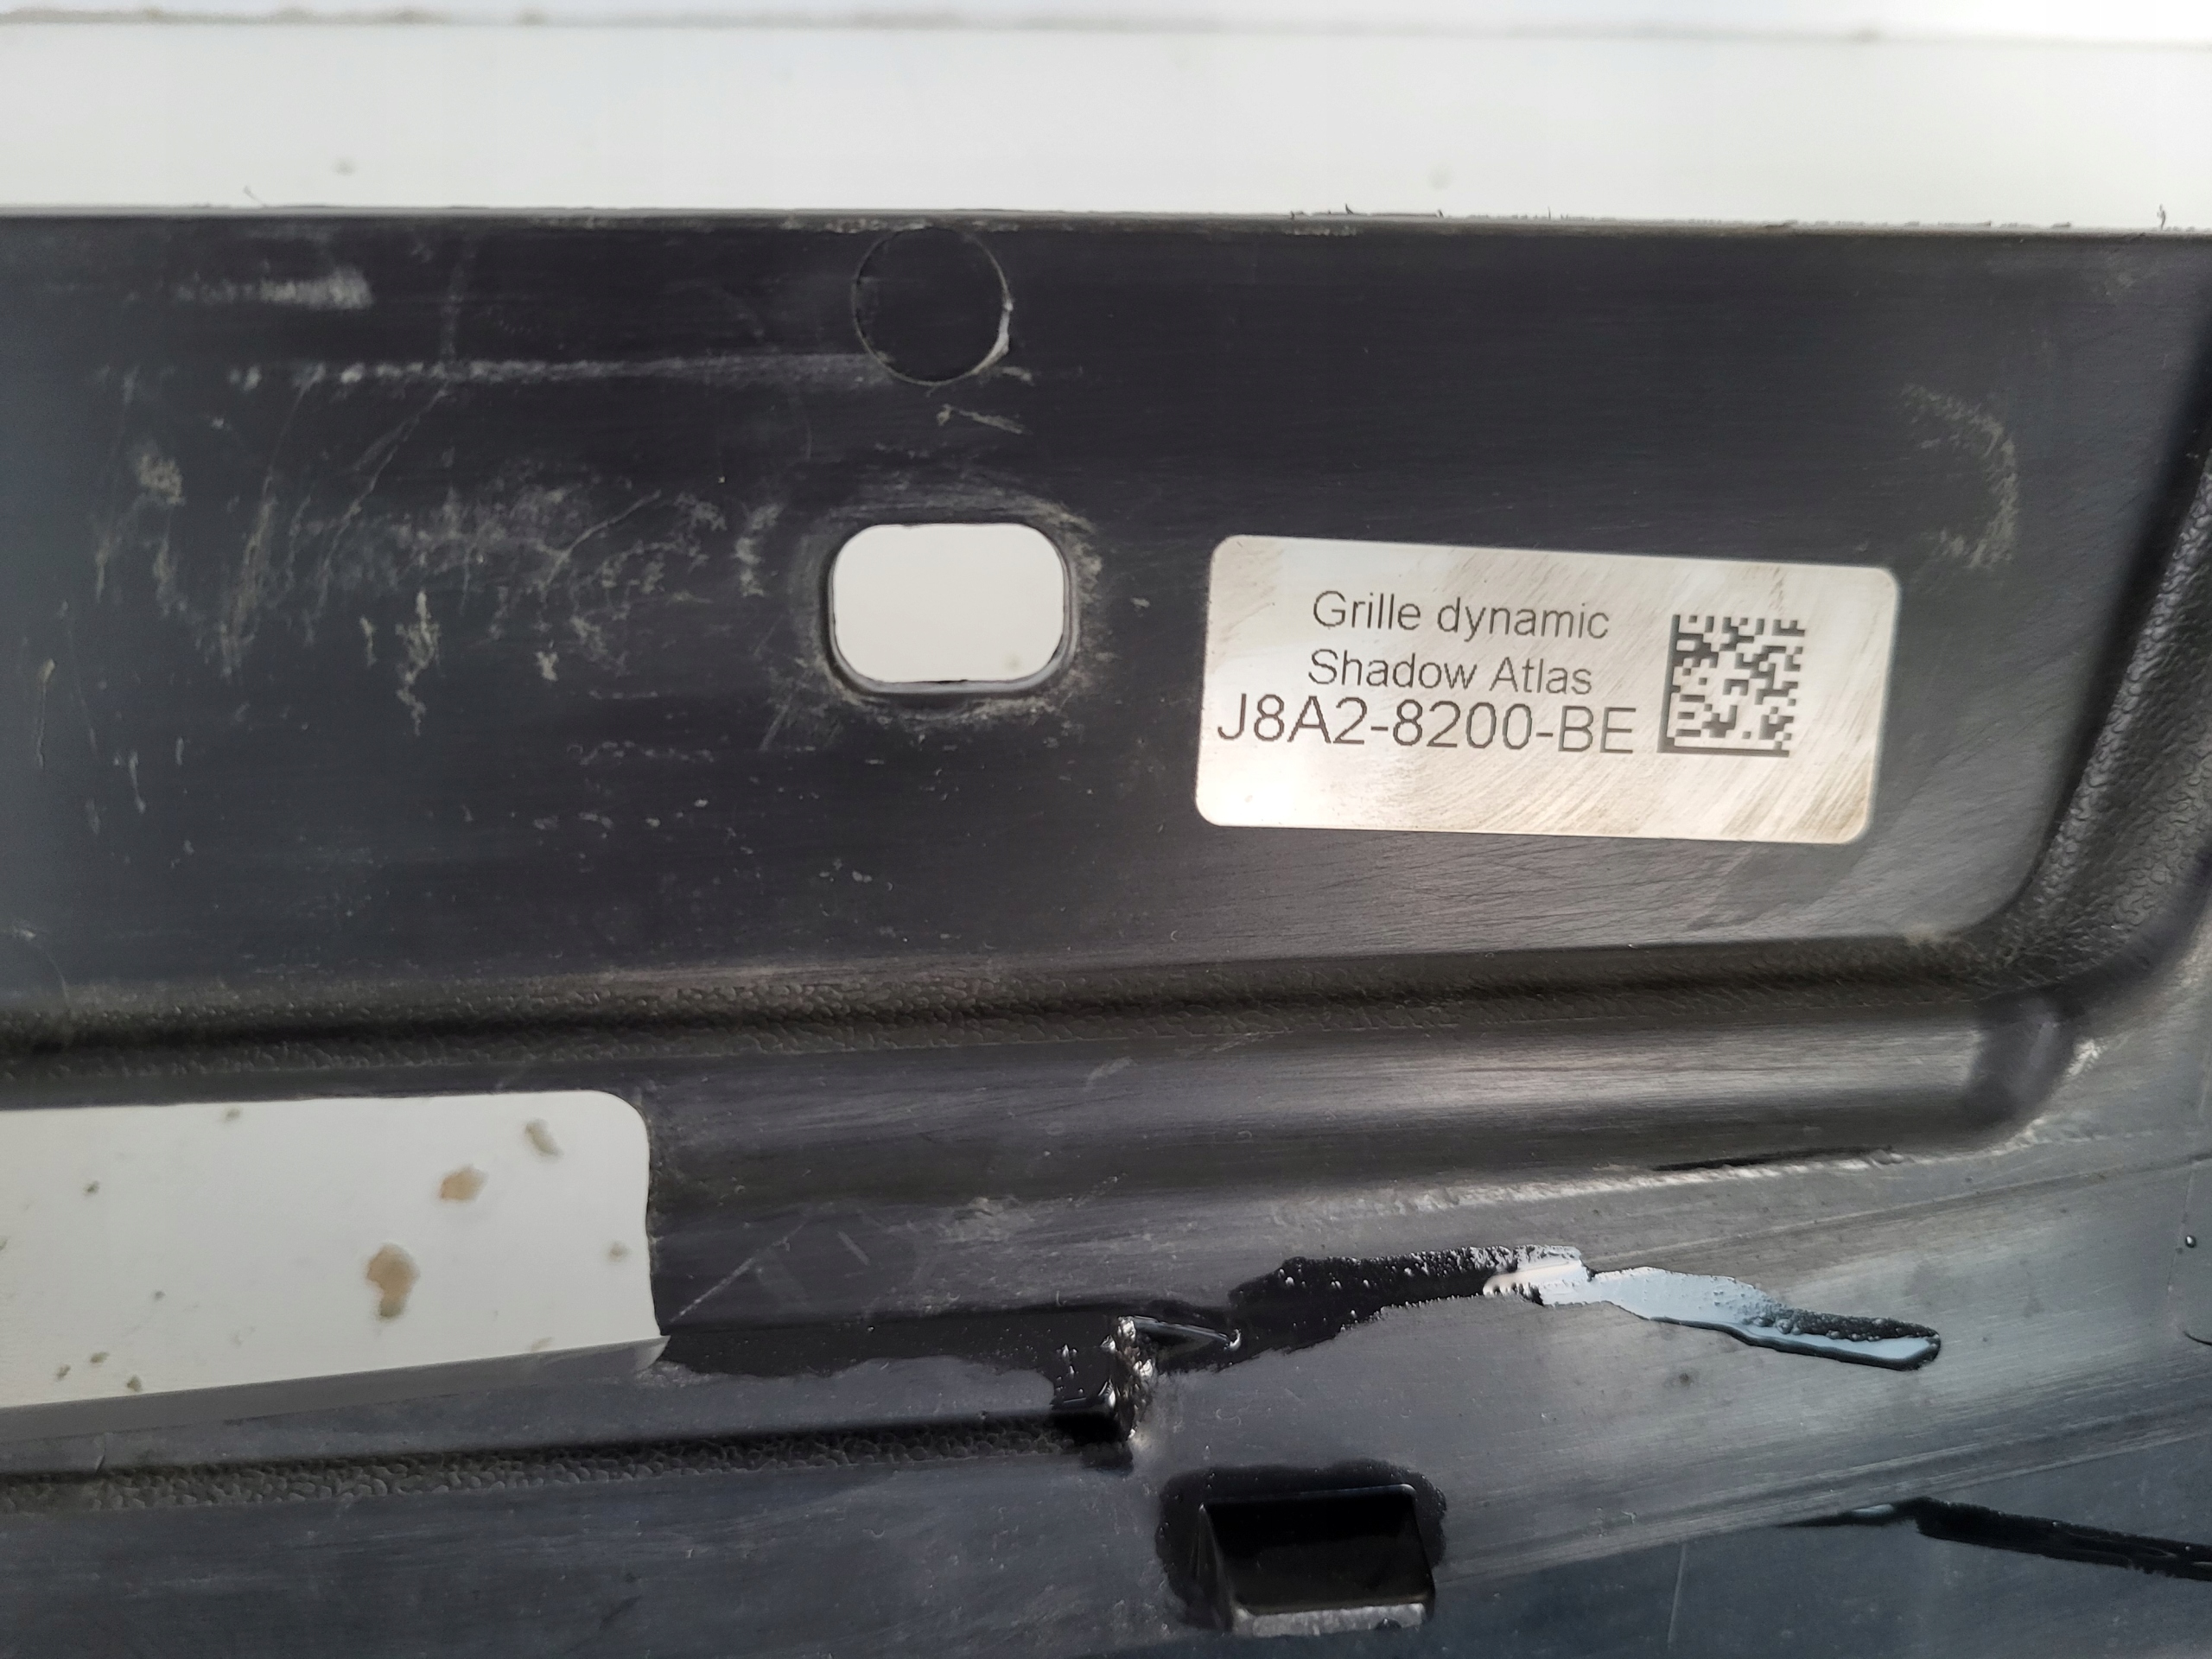 Grille dynamic
Shadow Atlas
J8A2-8200-BE